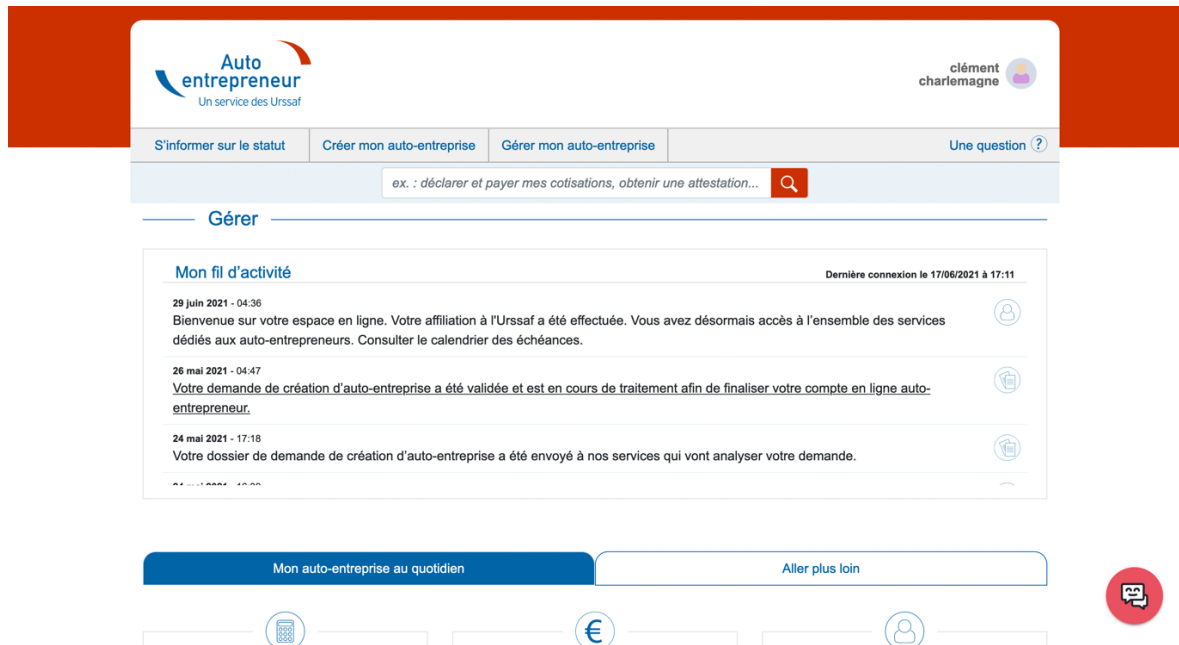 Auto
entrepreneur
Un service des Urssaf
clément
charlemagne
S'informer sur le statut
Créer mon auto-entreprise
Gérer mon auto-entreprise
Une question ?
ex. : déclarer et payer mes cotisations, obtenir une attestation...
Gérer
Mon fil d'activité
Dernière connexion le 17/06/2021 à 17:11
29 juin 2021 - 04:36
Bienvenue sur votre espace en ligne. Votre affiliation à l'Urssaf a été effectuée. Vous avez désormais accès à l'ensemble des services
dédiés aux auto-entrepreneurs. Consulter le calendrier des échéances.
26 mai 2021 - 04:47
Votre demande de création d'auto-entreprise a été validée et est en cours de traitement afin de finaliser votre compte en ligne auto-
entrepreneur.
24 mai 2021 - 17:18
Votre dossier de demande de création d'auto-entreprise a été envoyé à nos services qui vont analyser votre demande.
Mon auto-entreprise au quotidien
Aller plus loin
€